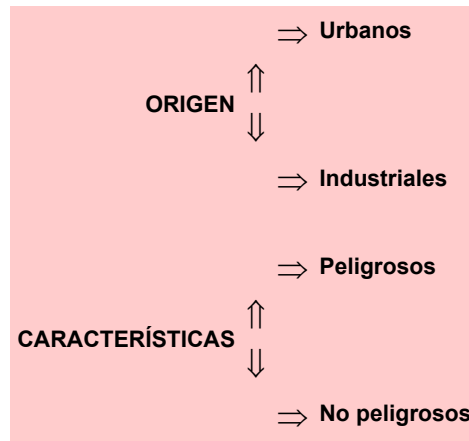 ⇒ Urbanos
⇑
ORIGEN
⇓
⇒ Industriales
⇒ Peligrosos
⇑
CARACTERÍSTICAS
⇓
⇒ No peligrosos